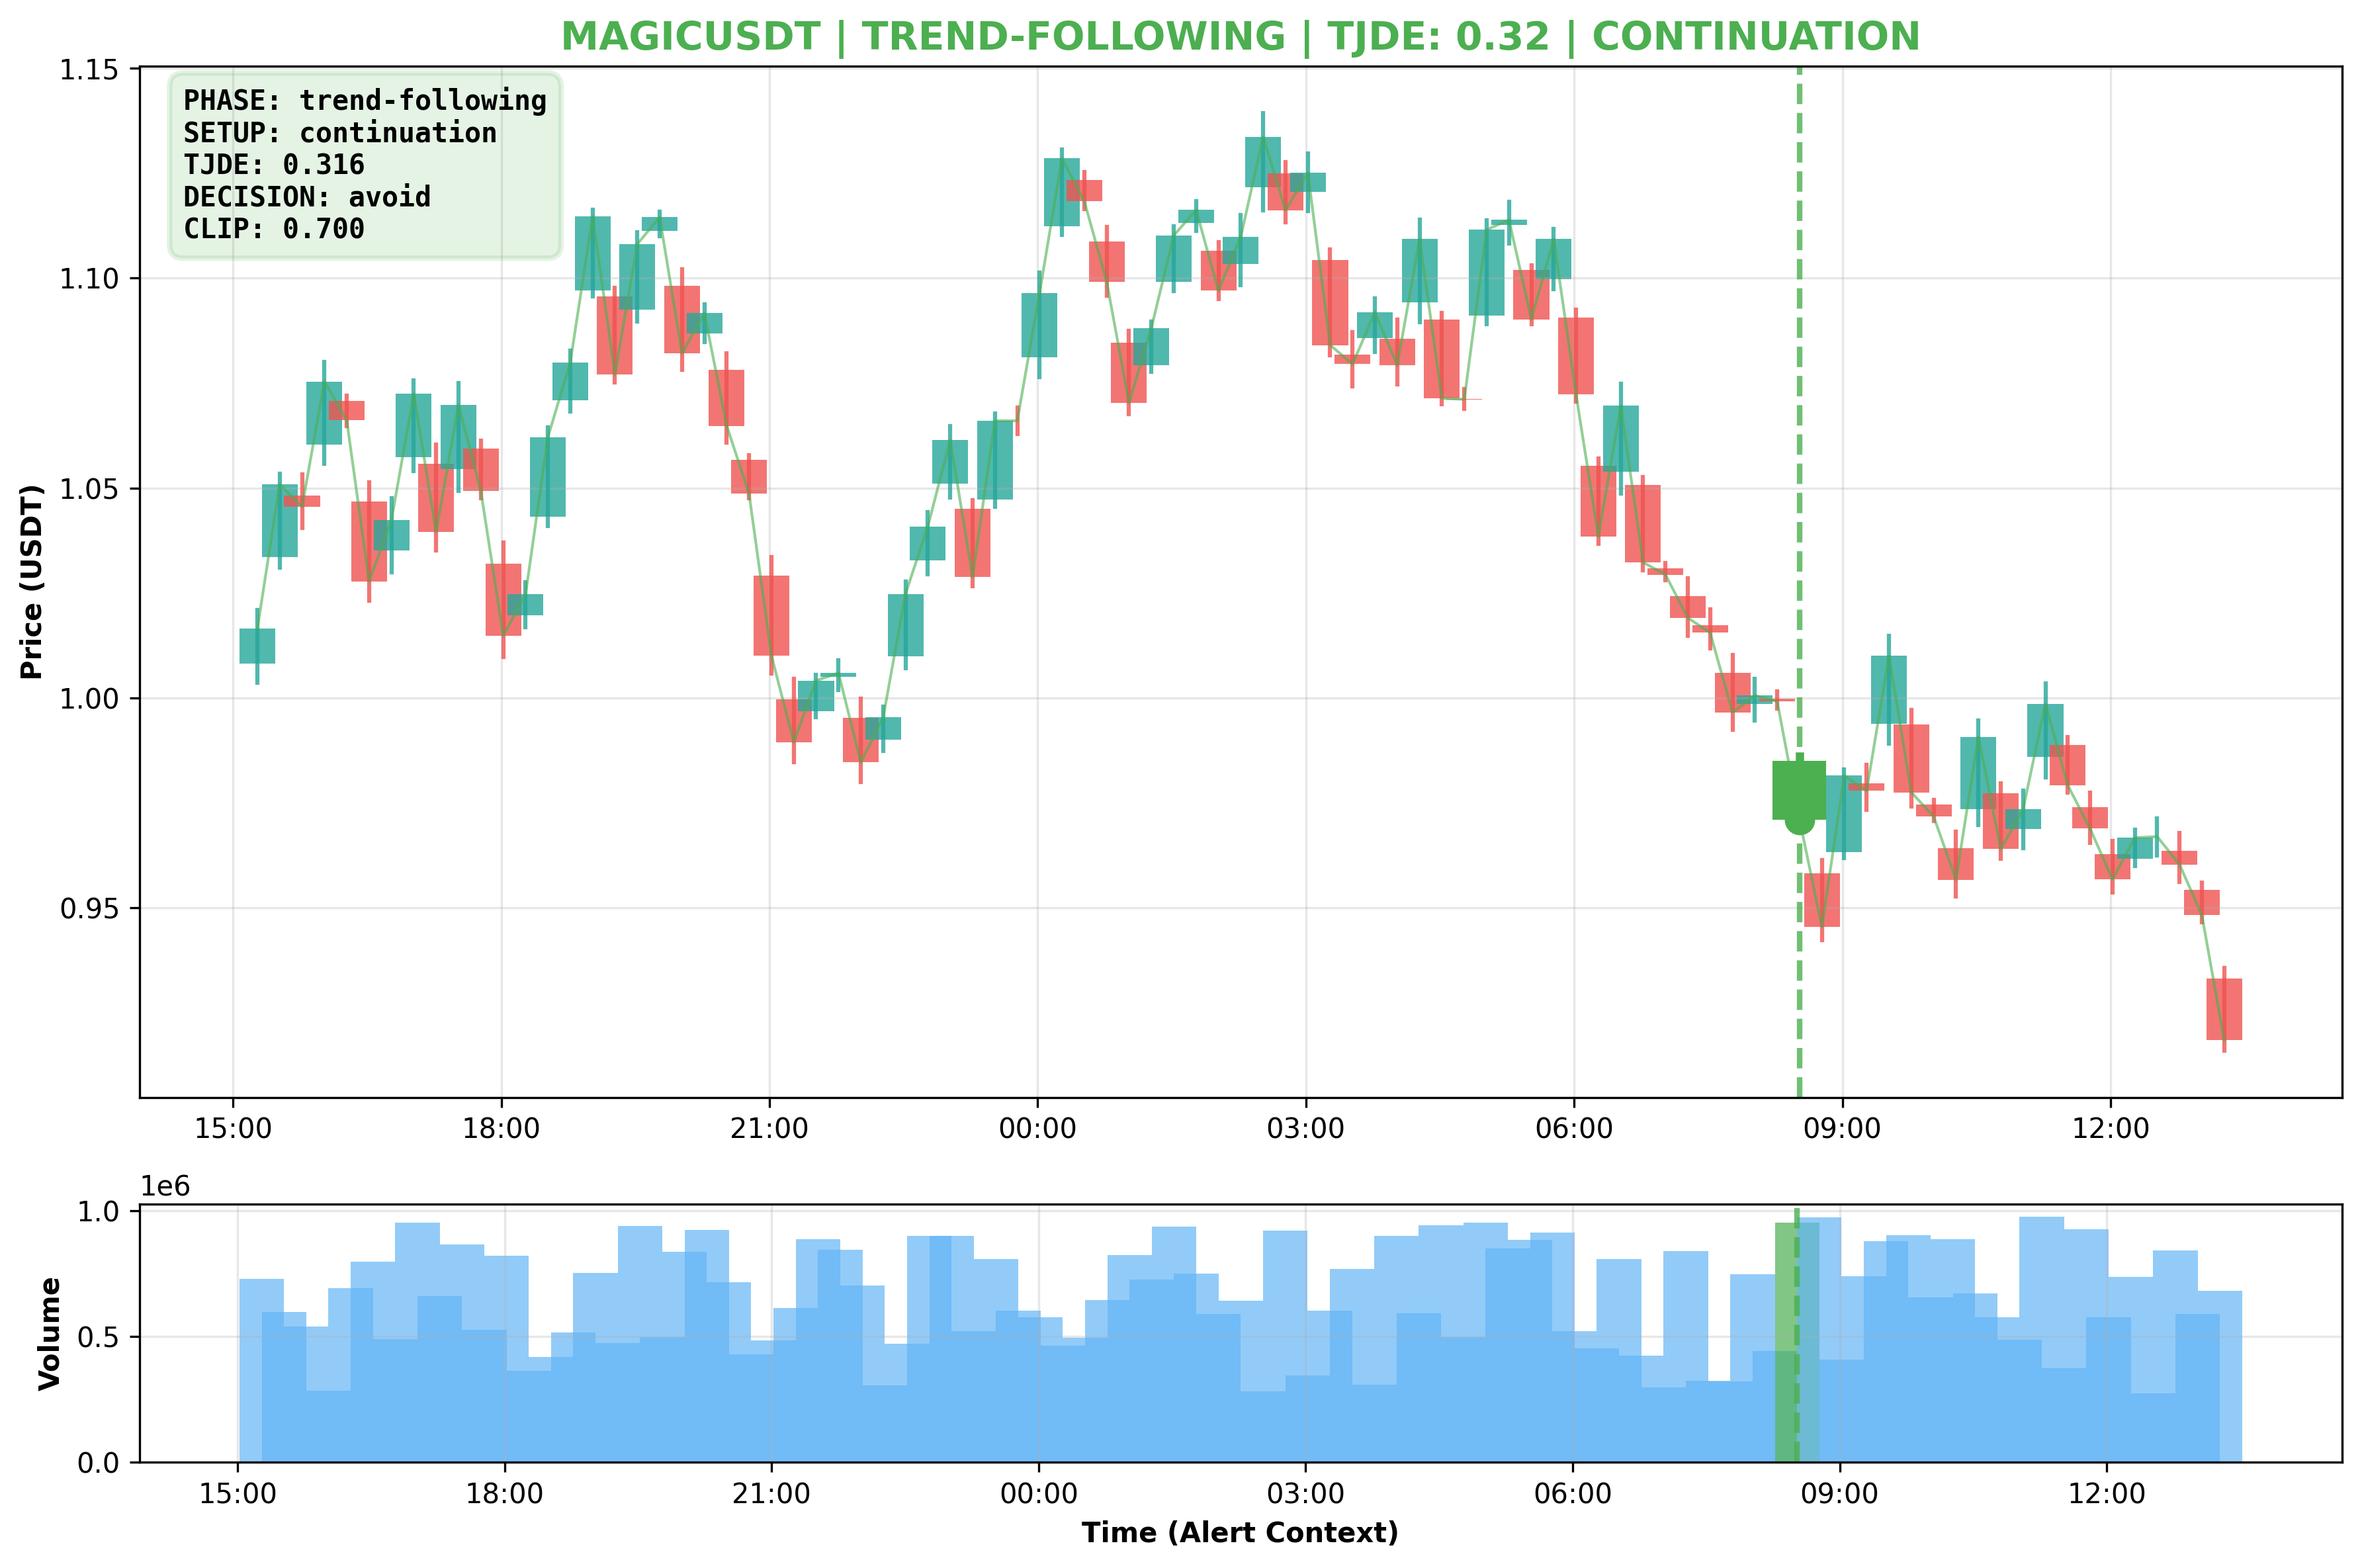 MAGICUSDT | TREND-FOLLOWING | TJDE: 0.32 | CONTINUATION
PHASE: trend-following
SETUP: continuation
TJDE: 0.316
DECISION: avoid
CLIP: 0.700
Price (USDT)
1.15
1.10
1.05
1.00
0.95
15:00 18:00 21:00 00:00 03:00 06:00 09:00 12:00
1e6
Volume
1.0
0.5
0.0
15:00 18:00 21:00 00:00 03:00 06:00 09:00 12:00
Time (Alert Context)